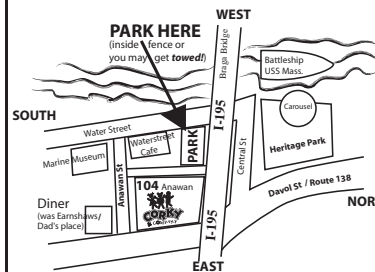 WEST
PARK HERE
(inside fence or
you may get towed!)
Braga Bridge
Battleship
USS Mass.
SOUTH
I-195
Carousel
Water Street
Waterstreet
Cafe
PARK
Central St
Heritage Park
Marine Museum
Anawan St
104 Anawan
CORKY
Davol St / Route 138
Diner
(was Earnshaws/
Dad's place)
NOR
I-195
EAST